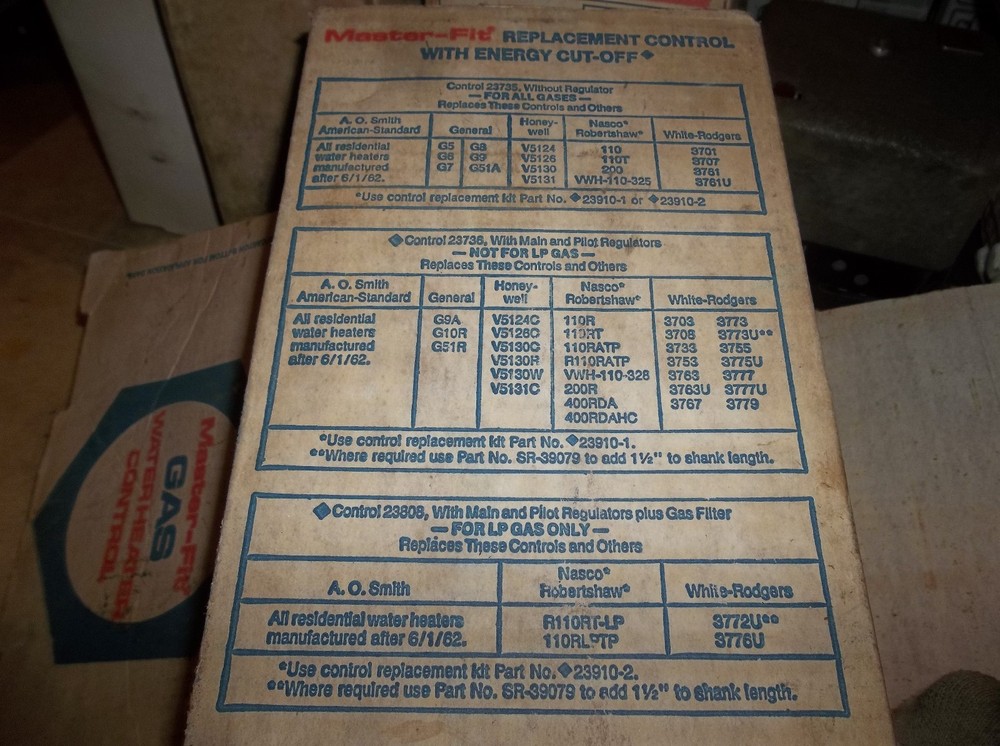 Master-Fit® REPLACEMENT CONTROL
WITH ENERGY CUT-OFF◆
Control 23735, Without Regulator
— FOR ALL GASES —
Replaces These Controls and Others
A. O. Smith American-Standard General Honey-well Nasco* Robertshaw* White-Rodgers
All residential G5 G8 V5124 110 3701
water heaters G6 G9 V5126 110T 3707
manufactured G7 G51A V5130 200 3761
after 6/1/62. V5131 VWH-110-325 3761U
*Use control replacement kit Part No. ◆23910-1 or ◆23910-2
◆Control 23736, With Main and Pilot Regulators
— NOT FOR LP GAS —
Replaces These Controls and Others
A. O. Smith American-Standard General Honey-well Nasco* Robertshaw* White-Rodgers
All residential G9A V5124C 110R 3703 3773
water heaters G10R V5126C 110RT 3706 3773U**
manufactured G51R V5130C 110RATP 3733 3755
after 6/1/62. V5130R R110RATP 3753 3775U
V5130W VWH-110-326 3763 3777
V5131C 200R 3763U 3777U
400RDA 3767 3779
400RDAHC
*Use control replacement kit Part No. ◆23910-1.
**Where required use Part No. SR-39079 to add 1½" to shank length.
◆Control 23808, With Main and Pilot Regulators plus Gas Filter
— FOR LP GAS ONLY —
Replaces These Controls and Others
A. O. Smith Nasco* Robertshaw* White-Rodgers
All residential water heaters R110RT-LP 3772U**
manufactured after 6/1/62. 110RLPTP 3776U
*Use control replacement kit Part No. ◆23910-2.
**Where required use Part No. SR-39079 to add 1½" to shank length.
Master-Fit®
GAS
WATER HEATER
CONTROL